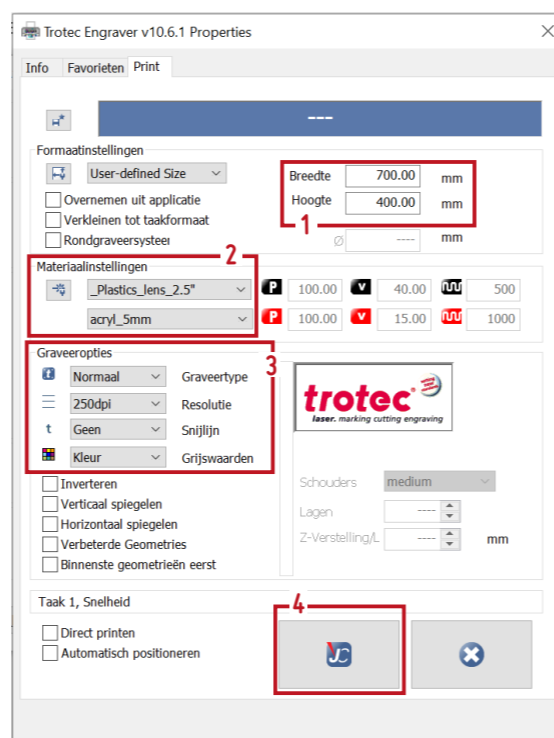 Trotec Engraver v10.6.1 Properties
Info Favorieten Print
---
Formaatinstellingen
User-defined Size
Overnemen uit applicatie
Verkleinen tot taakformaat
Rondgraveersysteer
Breedte 700.00 mm
Hoogte 400.00 mm
1
Ø ---- mm
2
Materiaalinstellingen
_Plastics_lens_2.5" P 100.00 V 40.00 500
acryl_5mm P 100.00 V 15.00 1000
Graveeropties
3
t Normaal Graveertype
250dpi Resolutie
t Geen Snijlijn
Kleur Grijswaarden
trotec
laser. marking cutting engraving
Inverteren
Verticaal spiegelen
Horizontaal spiegelen
Verbeterde Geometries
Binnenste geometrieën eerst
Schouders medium
Lagen ----
Z-Verstelling/L ---- mm
Taak 1, Snelheid
4
Direct printen
Automatisch positioneren
JC